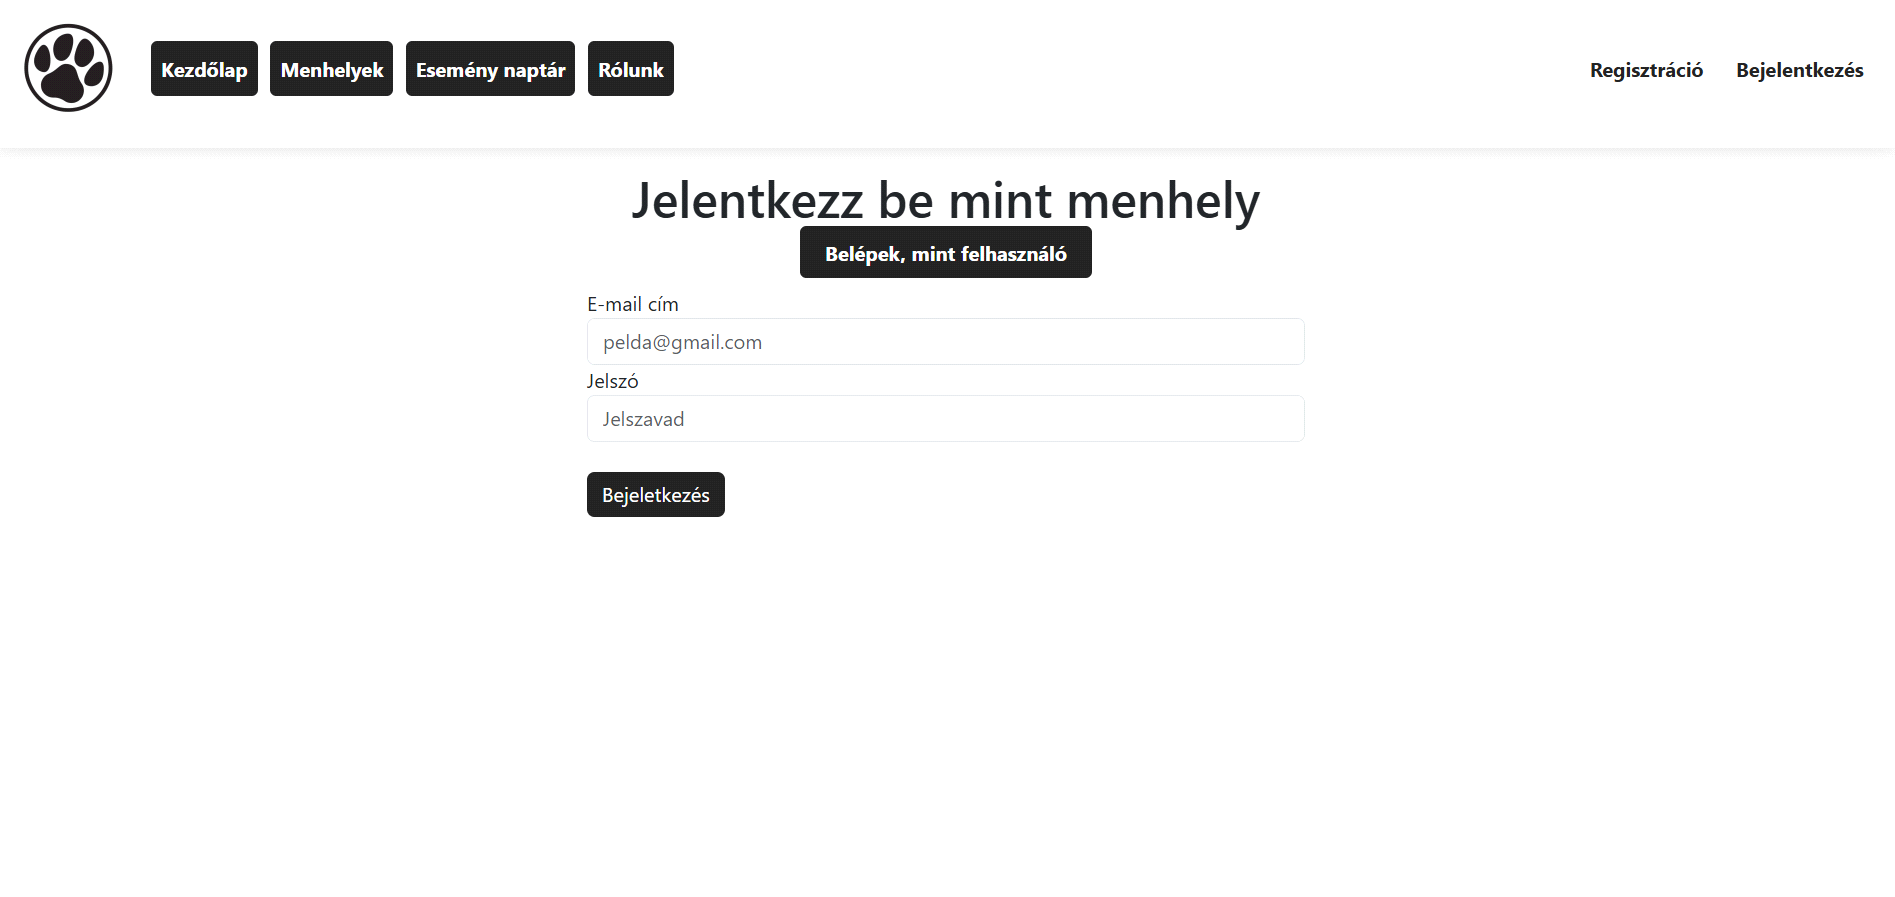 Kezdőlap Menhelyek Esemény naptár Rólunk Regisztráció Bejelentkezés
Jelentkezz be mint menhely
Belépek, mint felhasználó
E-mail cím
pelda@gmail.com
Jelszó
Jelszavad
Bejeletkezés